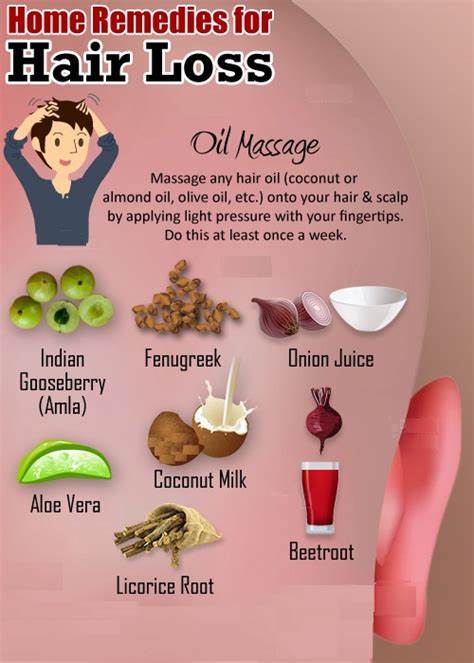 Home Remedies for
Hair Loss
Oil Massage
Massage any hair oil (coconut or
almond oil, olive oil, etc.) onto your hair & scalp
by applying light pressure with your fingertips.
Do this at least once a week.
Indian
Gooseberry
(Amla)
Fenugreek
Onion Juice
Aloe Vera
Coconut Milk
Beetroot
Licorice Root